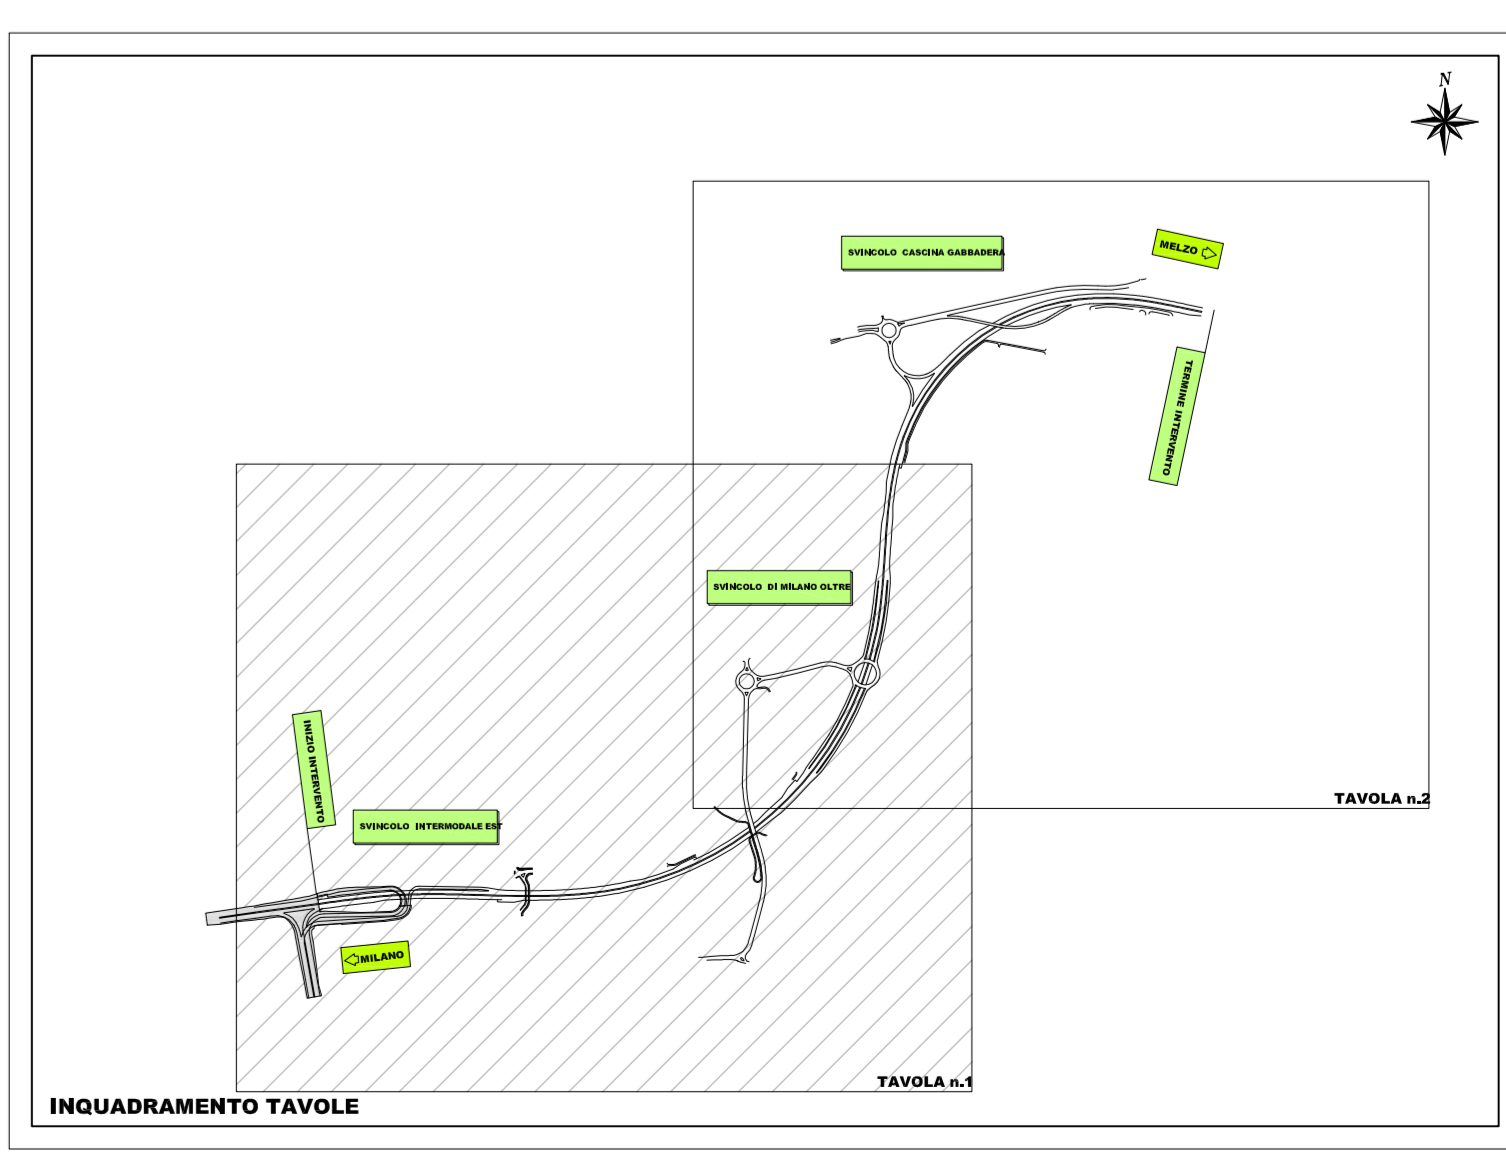 N
SVINCOLO CASCINA GABBADERA
MELZO
TERMINE INTERVENTO
SVINCOLO DI MILANO OLTRE
INIZIO INTERVENTO
TAVOLA n.2
SVINCOLO INTERMODALE EST
MILANO
TAVOLA n.1
INQUADRAMENTO TAVOLE